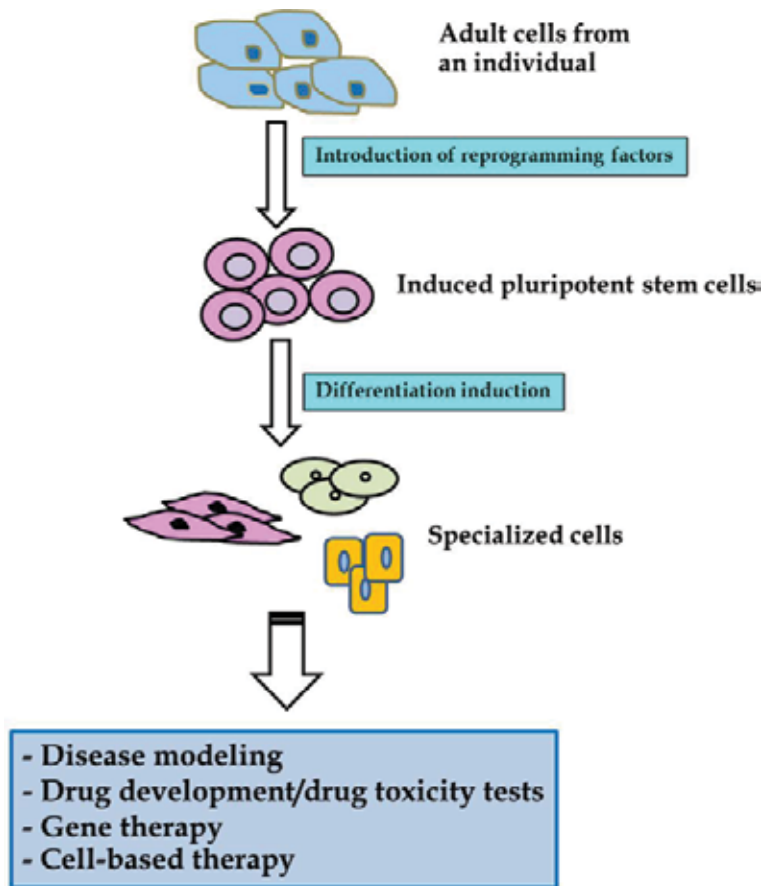 Adult cells from
an individual
Introduction of reprogramming factors
Induced pluripotent stem cells
Differentiation induction
Specialized cells
- Disease modeling
- Drug development/drug toxicity tests
- Gene therapy
- Cell-based therapy